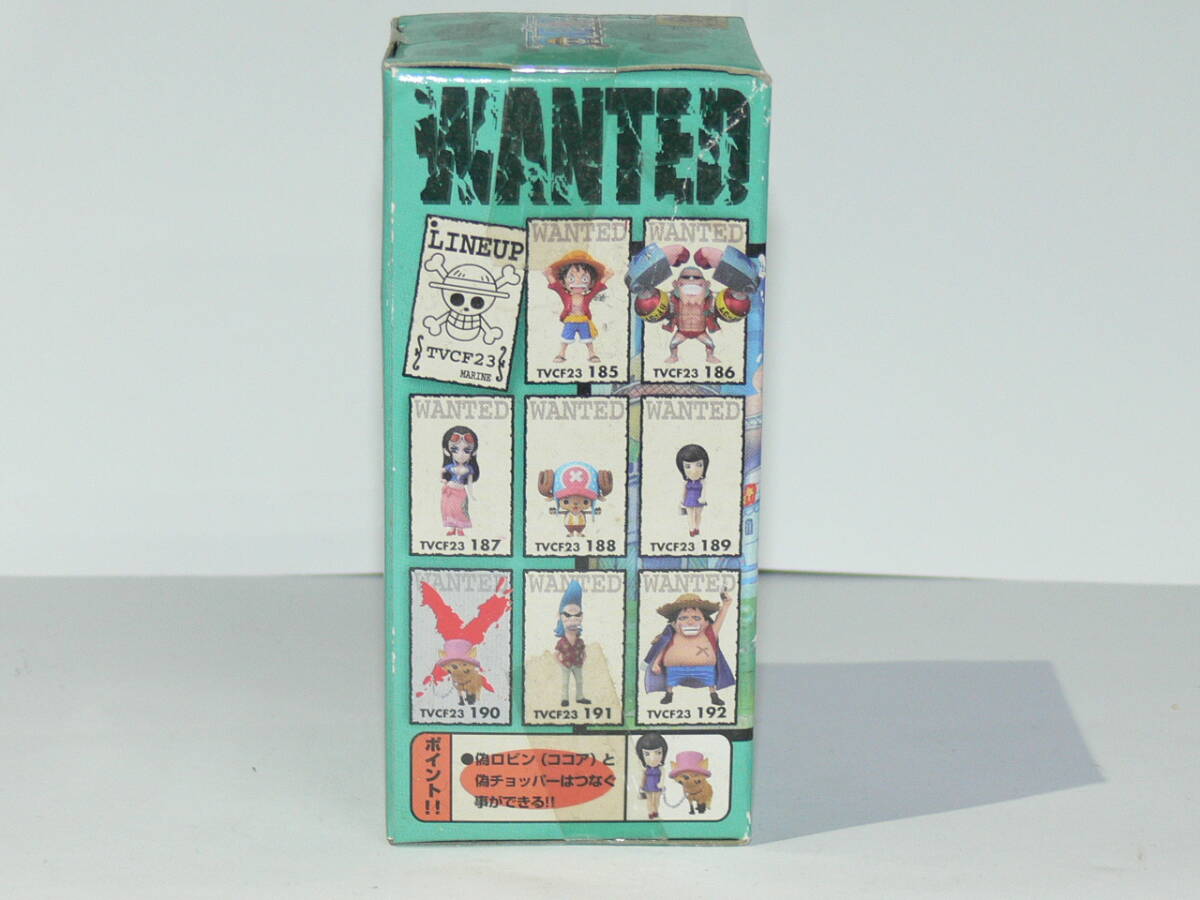 WANTED
LINEUP
TVCF23
MARINE
WANTED
TVCF23 185
WANTED
TVCF23 186
WANTED
TVCF23 187
WANTED
TVCF23 188
WANTED
TVCF23 189
WANTED
TVCF23 190
WANTED
TVCF23 191
WANTED
TVCF23 192
ポイント!!
●偽ロビン(ココア)と
偽チョッパーはつなぐ
事ができる!!